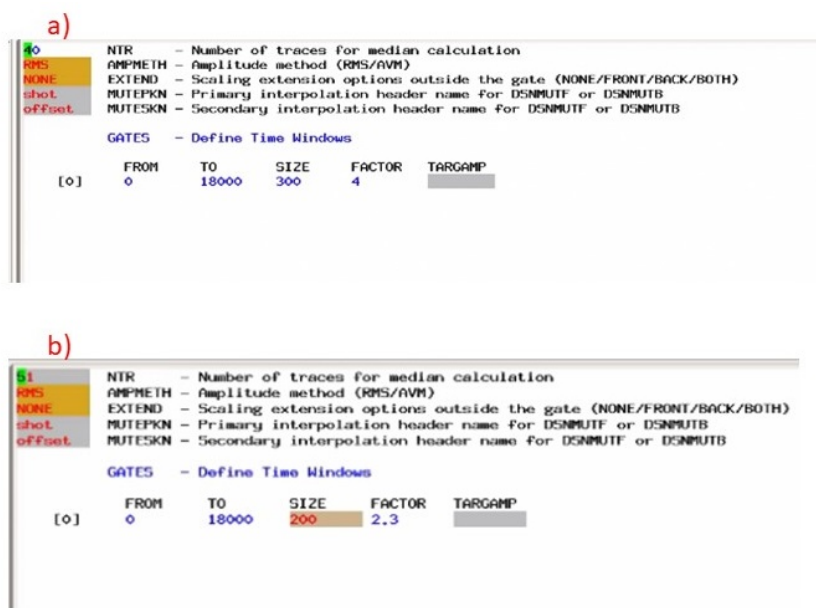 a)
40 NTR – Number of traces for median calculation
RMS AMPMETH – Amplitude method (RMS/AVM)
NONE EXTEND – Scaling extension options outside the gate (NONE/FRONT/BACK/BOTH)
shot MUTEPKN – Primary interpolation header name for DSNMUTF or DSNMUTB
offset MUTESKN – Secondary interpolation header name for DSNMUTF or DSNMUTB
GATES – Define Time Windows
FROM TO SIZE FACTOR TARGAMP
[0] 0 18000 300 4
b)
51 NTR – Number of traces for median calculation
RMS AMPMETH – Amplitude method (RMS/AVM)
NONE EXTEND – Scaling extension options outside the gate (NONE/FRONT/BACK/BOTH)
shot MUTEPKN – Primary interpolation header name for DSNMUTF or DSNMUTB
offset MUTESKN – Secondary interpolation header name for DSNMUTF or DSNMUTB
GATES – Define Time Windows
FROM TO SIZE FACTOR TARGAMP
[0] 0 18000 200 2.3